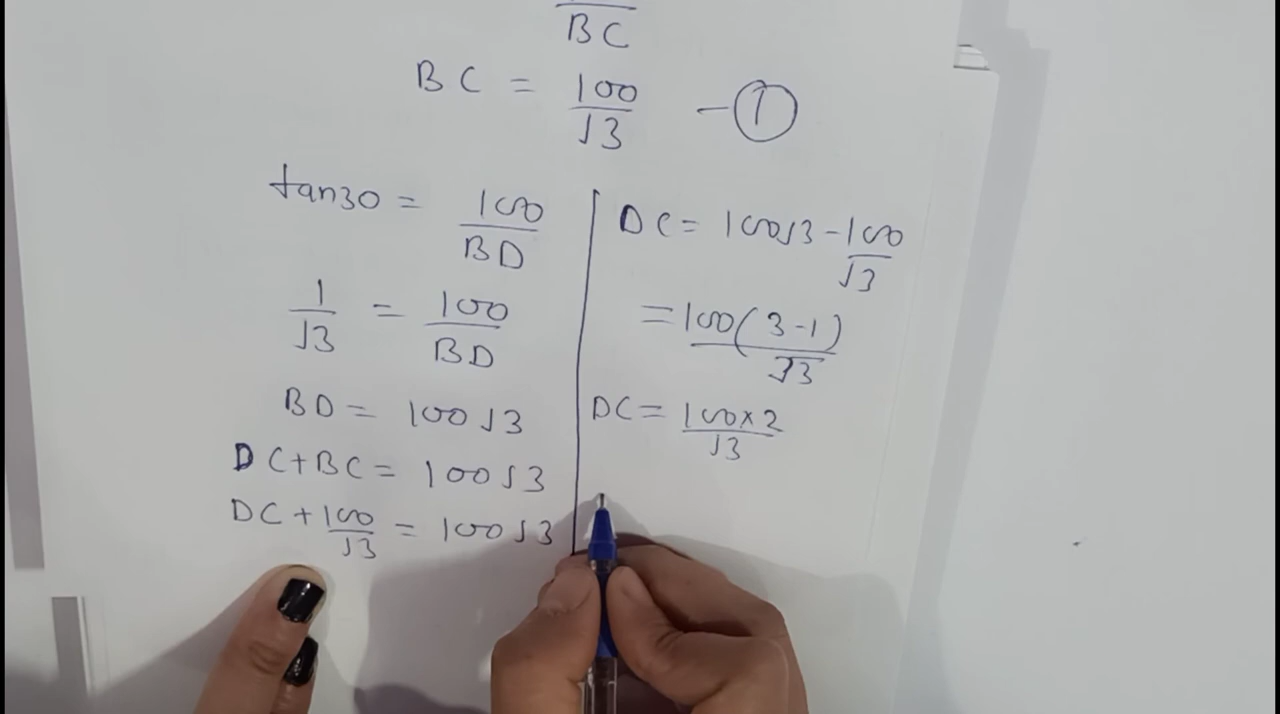 BC
BC = 100/√3 - ①
tan30 = 100/BD
1/√3 = 100/BD
BD = 100√3
DC+BC = 100√3
DC + 100/√3 = 100√3
DC = 100√3 - 100/√3
= 100(3-1)/√3
DC = 100×2/√3